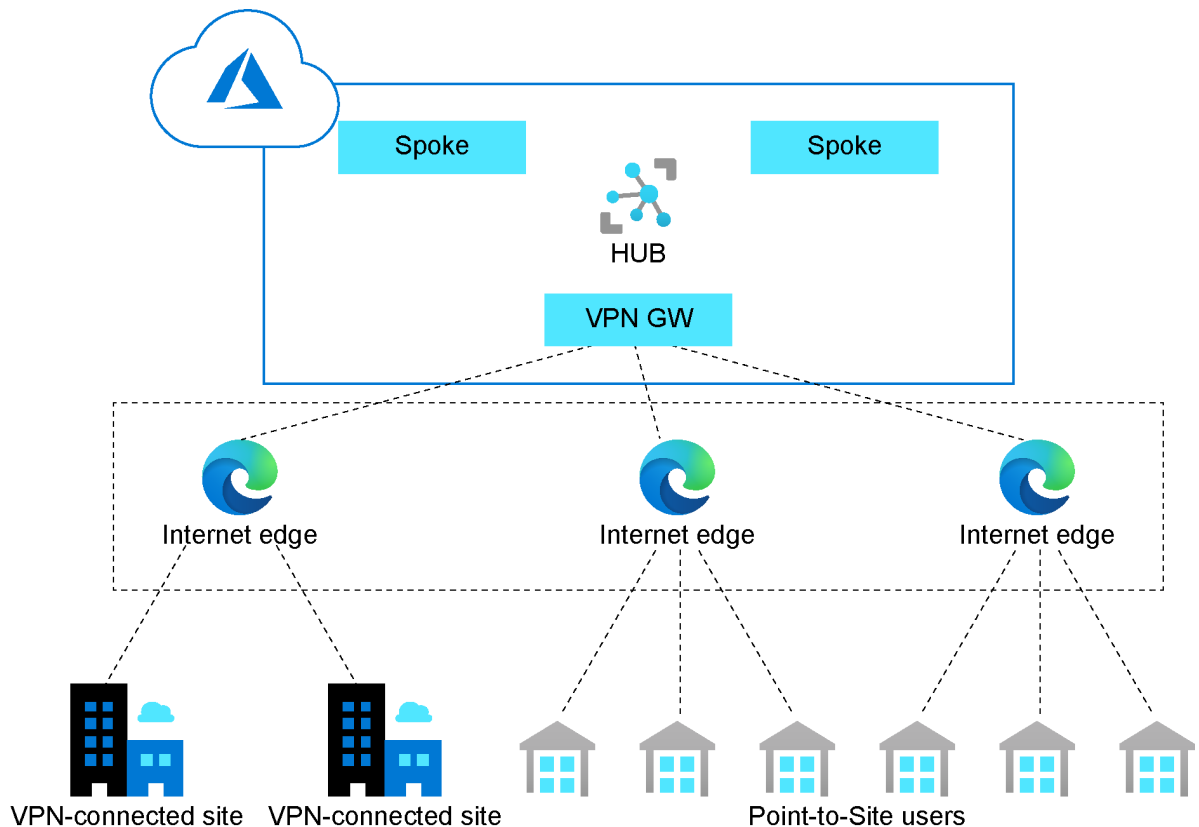 Spoke
Spoke
HUB
VPN GW
Internet edge
Internet edge
Internet edge
VPN-connected site
VPN-connected site
Point-to-Site users